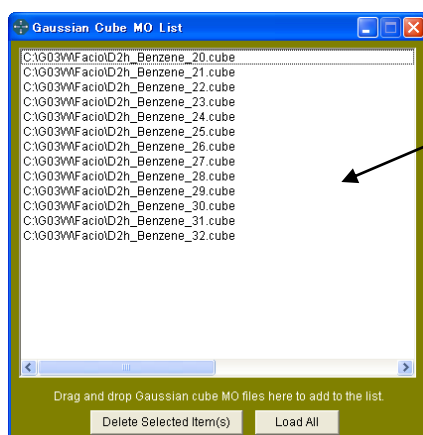 Gaussian Cube MO List
C:\G03W\Facio\D2h_Benzene_20.cube
C:\G03W\Facio\D2h_Benzene_21.cube
C:\G03W\Facio\D2h_Benzene_22.cube
C:\G03W\Facio\D2h_Benzene_23.cube
C:\G03W\Facio\D2h_Benzene_24.cube
C:\G03W\Facio\D2h_Benzene_25.cube
C:\G03W\Facio\D2h_Benzene_26.cube
C:\G03W\Facio\D2h_Benzene_27.cube
C:\G03W\Facio\D2h_Benzene_28.cube
C:\G03W\Facio\D2h_Benzene_29.cube
C:\G03W\Facio\D2h_Benzene_30.cube
C:\G03W\Facio\D2h_Benzene_31.cube
C:\G03W\Facio\D2h_Benzene_32.cube
Drag and drop Gaussian cube MO files here to add to the list.
Delete Selected Item(s) Load All